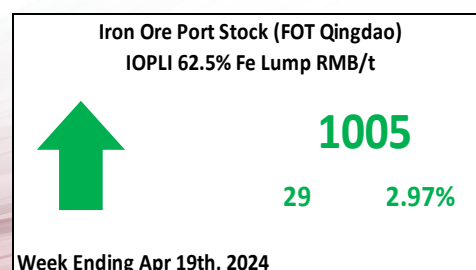 Iron Ore Port Stock (FOT Qingdao)
IOPLI 62.5% Fe Lump RMB/t
1005
29 2.97%
Week Ending Apr 19th, 2024